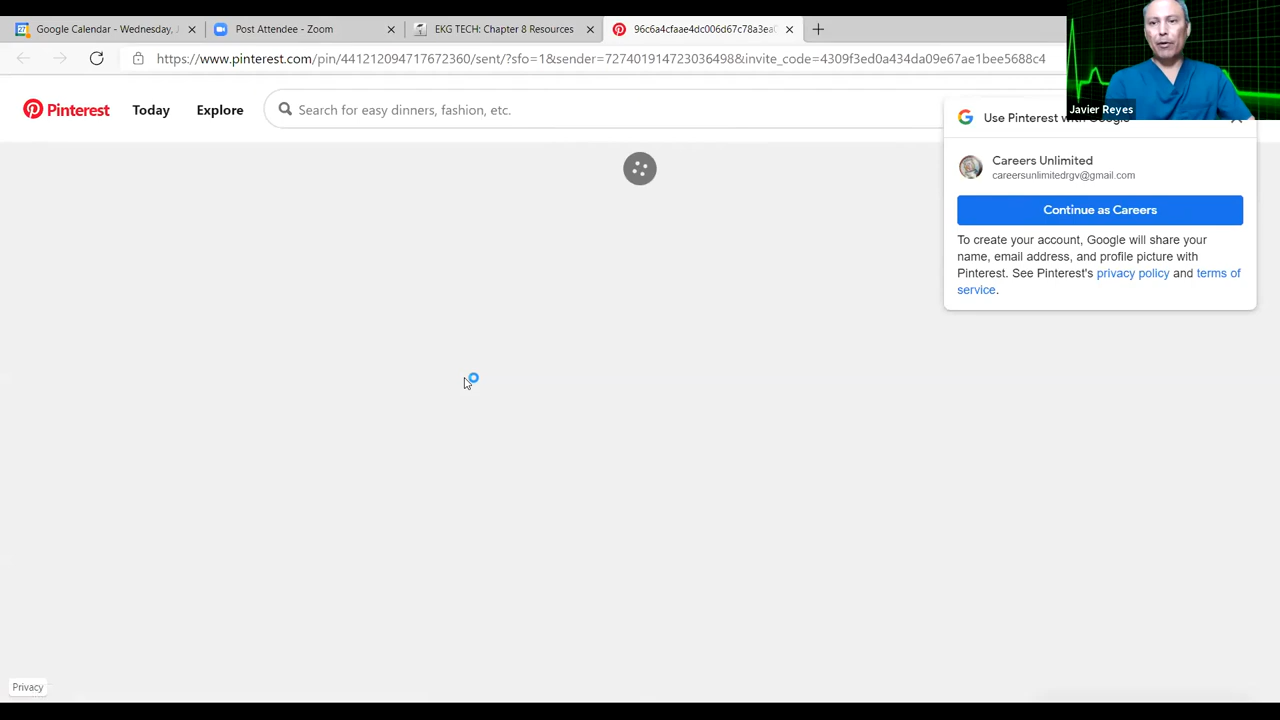 Google Calendar - Wednesday, J
Post Attendee - Zoom
EKG TECH: Chapter 8 Resources
96c6a4cfaae4dc006d67c78a3ea
https://www.pinterest.com/pin/441212094717672360/sent/?sfo=1&sender=727401914723036498&invite_code=4309f3ed0a434da09e67ae1bee5688c4
Pinterest
Today
Explore
Search for easy dinners, fashion, etc.
Javier Reyes
Use Pinterest with Google
Careers Unlimited
careersunlimitedrgv@gmail.com
Continue as Careers
To create your account, Google will share your
name, email address, and profile picture with
Pinterest. See Pinterest's privacy policy and terms of
service.
Privacy